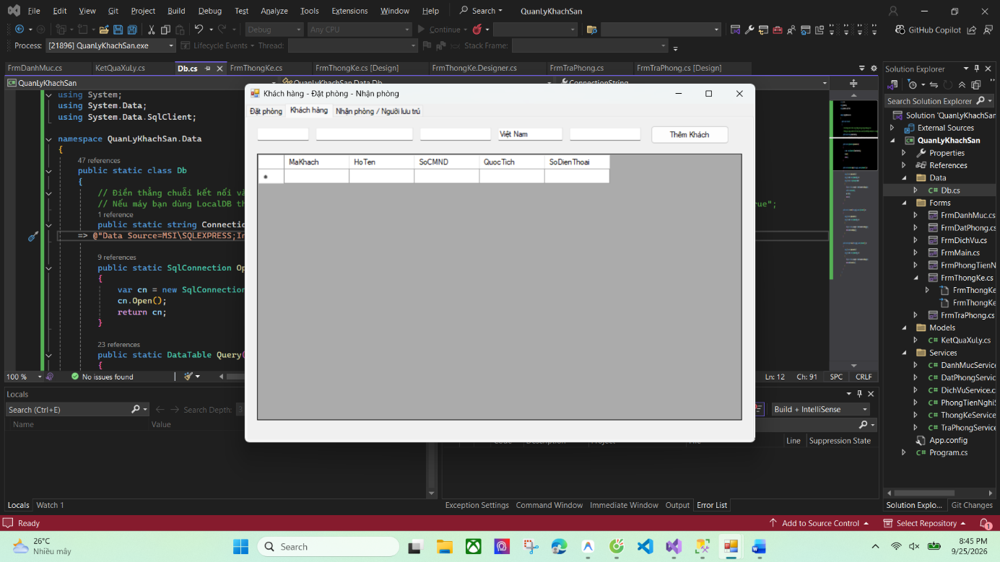 File Edit View Git Project Build Debug Test Analyze Tools Extensions Window Help Search QuanLyKhachSan
Debug Any CPU Continue GitHub Copilot
Process: [21896] QuanLyKhachSan.exe Lifecycle Events Thread: Stack Frame:
FrmDanhMuc.cs KetQuaXuLy.cs Db.cs FrmThongKe.cs FrmThongKe.cs [Design] FrmThongKe.Designer.cs FrmTraPhong.cs FrmTraPhong.cs [Design]
QuanLyKhachSan QuanLyKhachSan.Data.Db ConnectionString
using System;
using System.Data;
using System.Data.SqlClient;
namespace QuanLyKhachSan.Data
{
47 references
public static class Db
{
// Điền thẳng chuỗi kết nối và
// Nếu máy bạn dùng LocalDB th rue";
1 reference
public static string Connectio
=> @"Data Source=MSI\SQLEXPRESS;In
9 references
public static SqlConnection Op
{
var cn = new SqlConnection
cn.Open();
return cn;
}
23 references
public static DataTable Query(
{
100 % No issues found Ln: 12 Ch: 91 SPC CRLF
Khách hàng - Đặt phòng - Nhận phòng
Đặt phòng Khách hàng Nhận phòng / Người lưu trú
Việt Nam Thêm Khách
MaKhach HoTen SoCMND QuocTich SoDienThoai
Locals
Search (Ctrl+E) Search Depth: 3
Name Value
Build + IntelliSense
Code Description Project File Line Suppression State
Locals Watch 1
Exception Settings Command Window Immediate Window Output Error List
Solution Explorer
Search Solution Explorer
Solution 'QuanLyKhachSan
External Sources
QuanLyKhachSan
Properties
References
Data
C# Db.cs
Forms
FrmDanhMuc.cs
FrmDatPhong.cs
FrmDichVu.cs
FrmMain.cs
FrmPhongTienN
FrmThongKe.cs
FrmThongKe
FrmThongKe
FrmTraPhong.cs
Models
C# KetQuaXuLy.cs
Services
C# DanhMucService
C# DatPhongServic
C# DichVuService.c
C# PhongTienNghiS
C# ThongKeService
C# TraPhongService
App.config
C# Program.cs
Solution Explo... Git Changes
Ready Add to Source Control Select Repository 1
26°C
Nhiều mây
Search
8:45 PM
9/25/2026